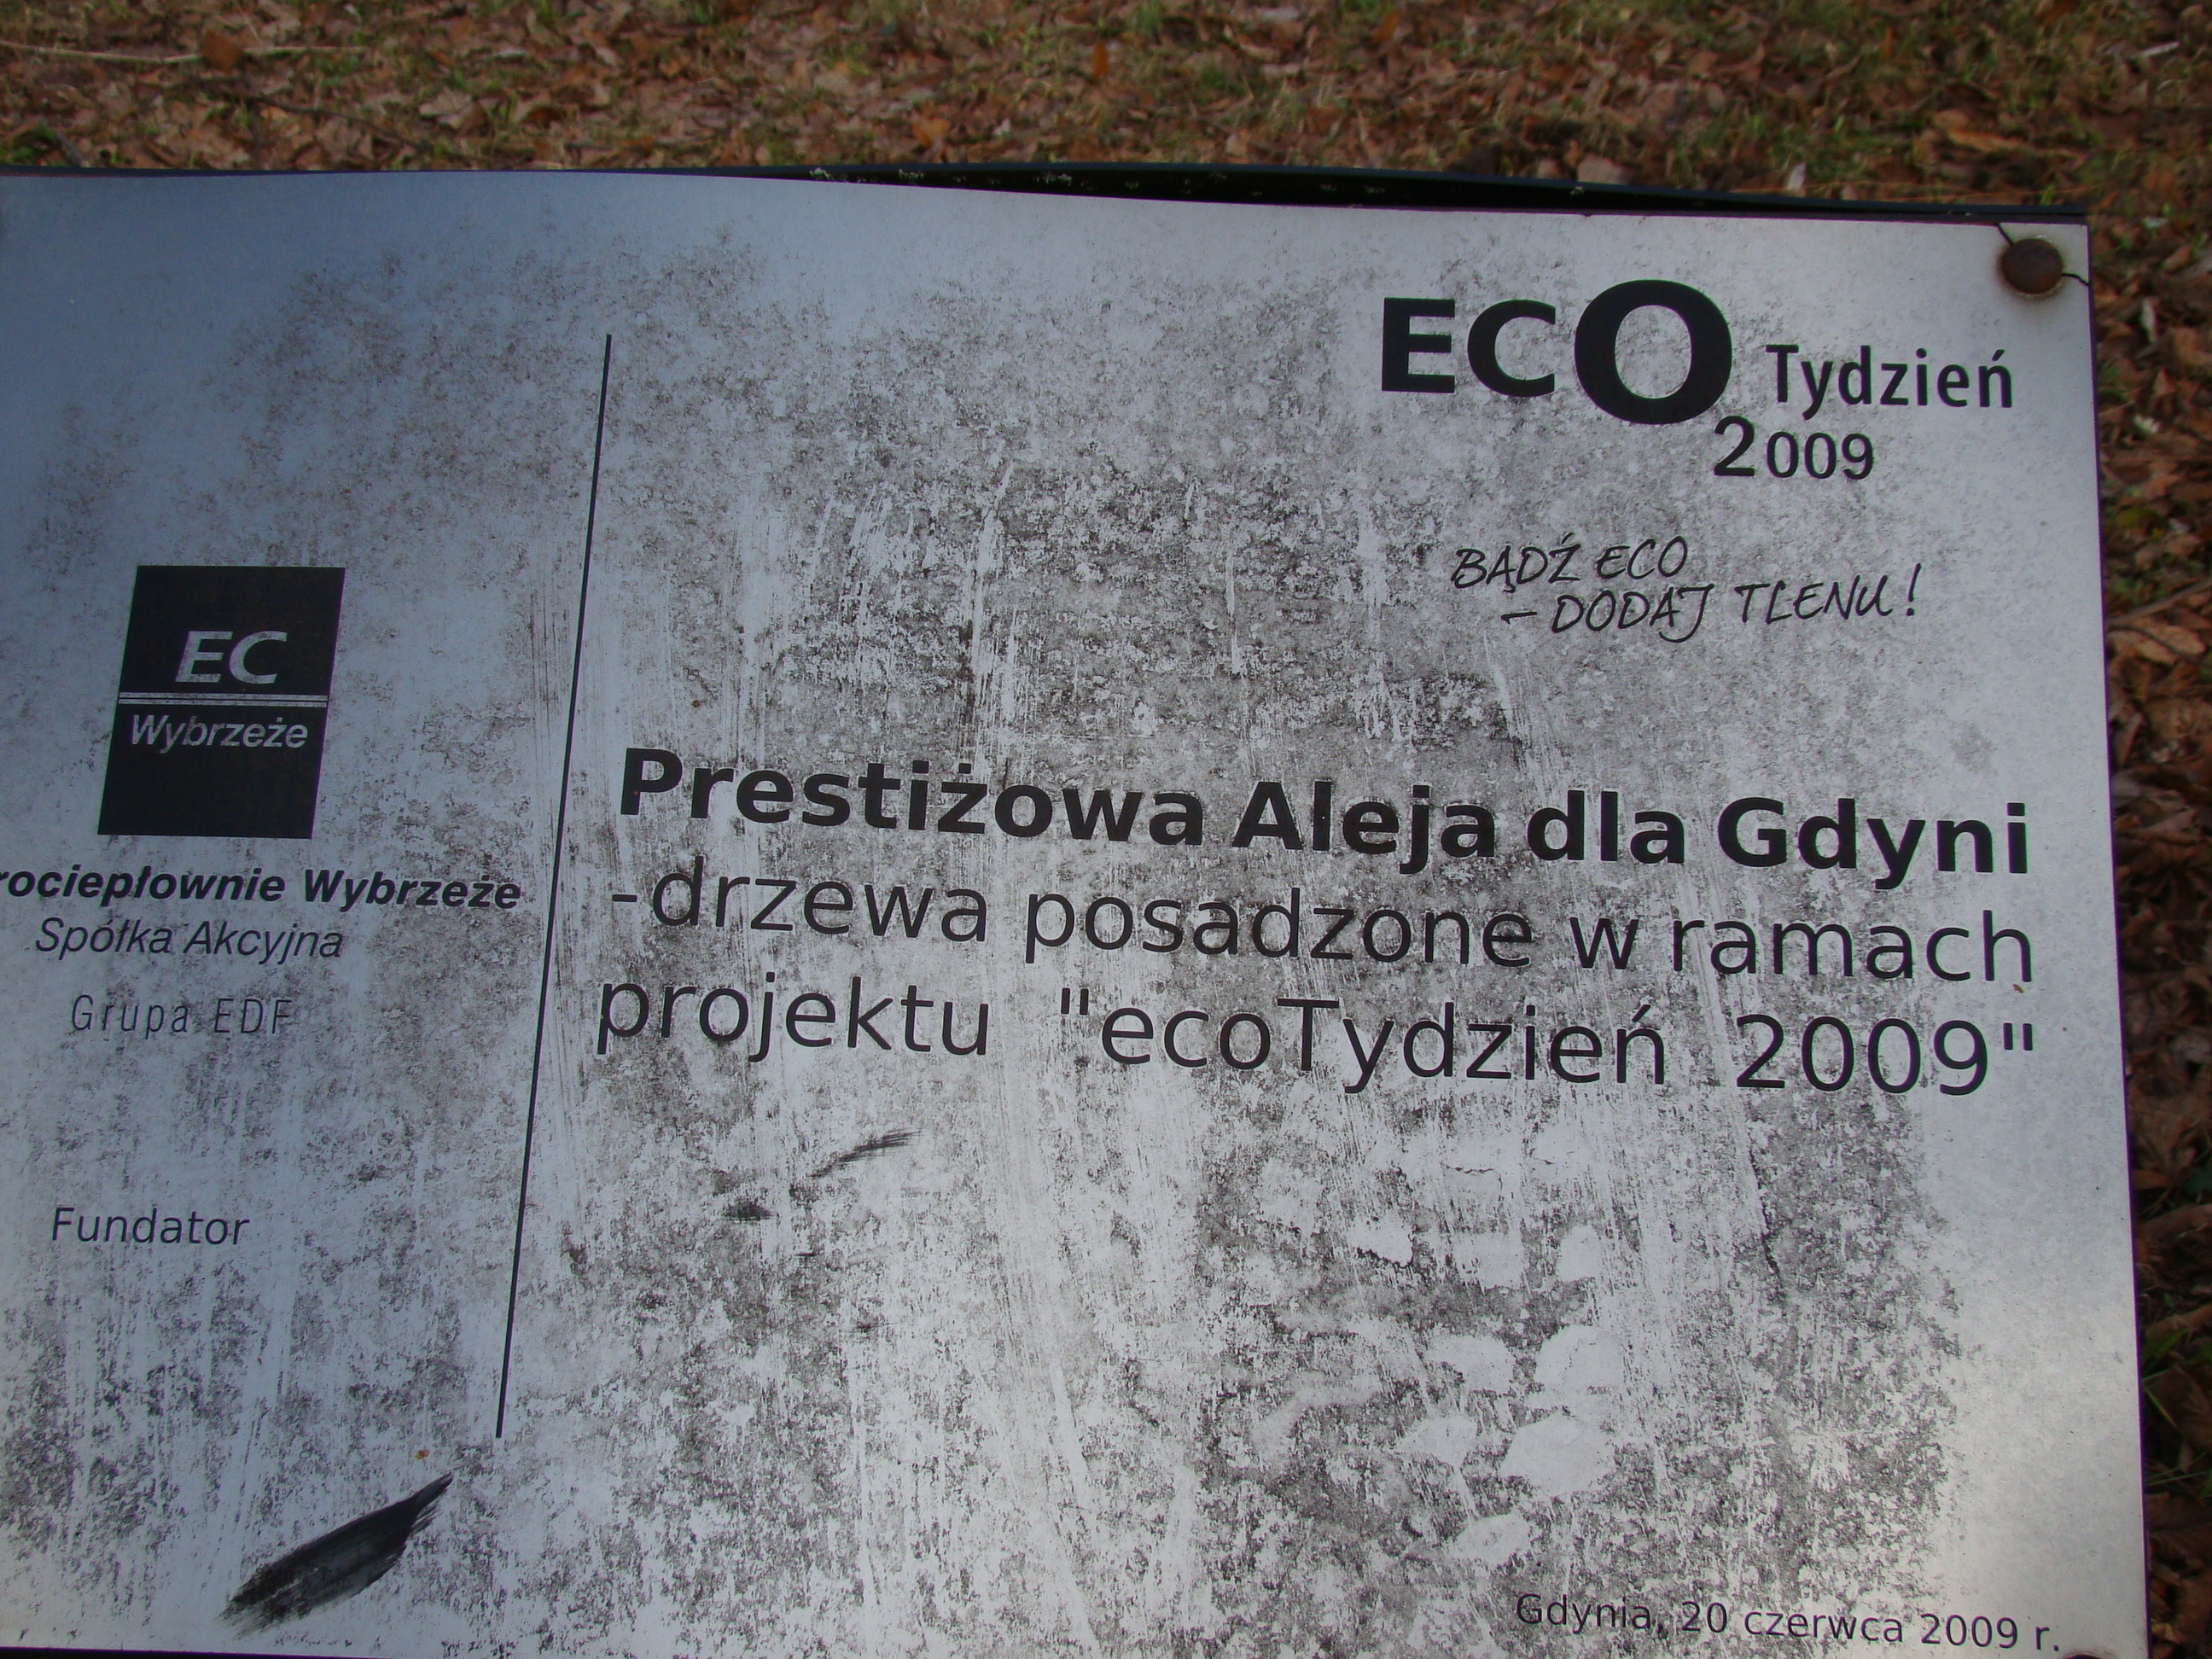 EC
Wybrzeże
rociepłownie Wybrzeże
Spółka Akcyjna
Grupa EDF
Fundator
ECO Tydzień
2009
BĄDŹ ECO
- DODAJ TLENU!
Prestiżowa Aleja dla Gdyni
-drzewa posadzone w ramach
projektu "ecoTydzień 2009"
Gdynia, 20 czerwca 2009 r.